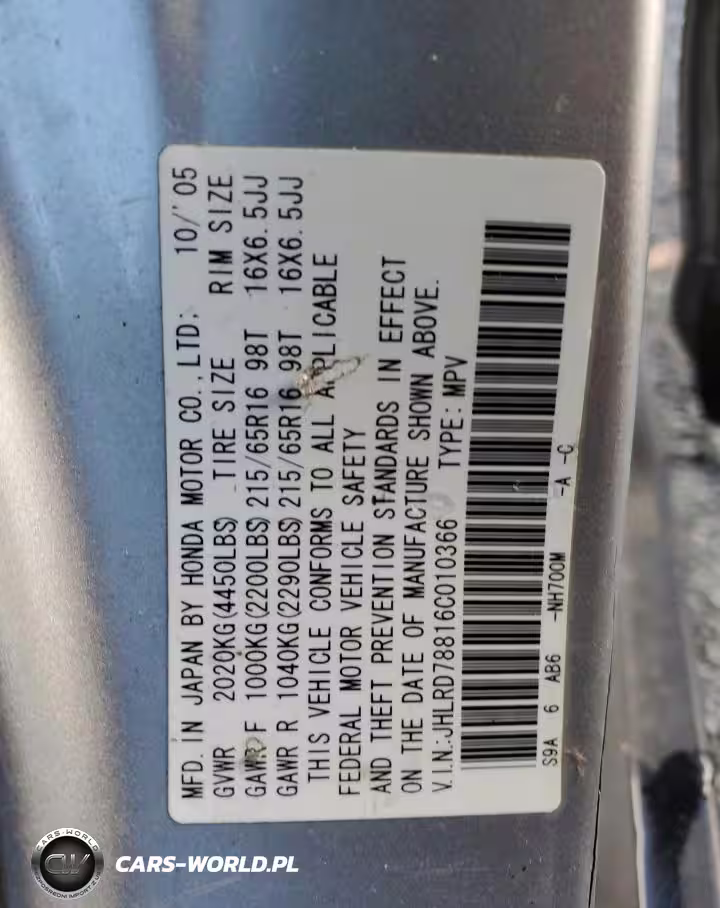 MFD. IN JAPAN BY HONDA MOTOR CO., LTD. 10/'05
GVWR 2020KG(4450LBS) TIRE SIZE RIM SIZE
GAWR F 1000KG(2200LBS) 215/65R16 98T 16X6.5JJ
GAWR R 1040KG(2290LBS) 215/65R16 98T 16X6.5JJ
THIS VEHICLE CONFORMS TO ALL APPLICABLE
FEDERAL MOTOR VEHICLE SAFETY
AND THEFT PREVENTION STANDARDS IN EFFECT
ON THE DATE OF MANUFACTURE SHOWN ABOVE.
V.I.N.:JHLRD78816C010366 TYPE: MPV
S9A 6 AB6 -NH700M -A -C
CARS-WORLD
CW
CARS-WORLD.PL